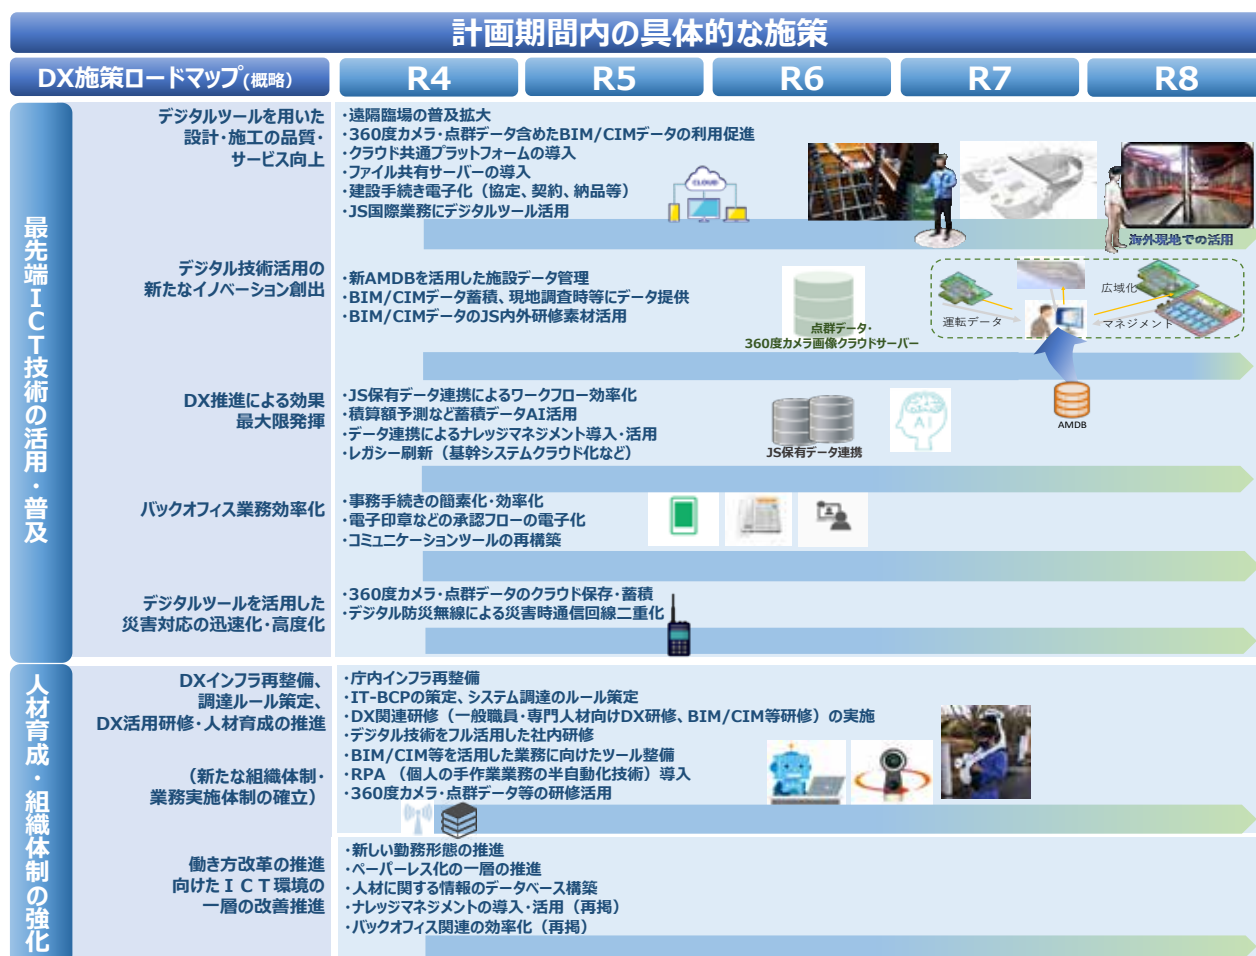 計画期間内の具体的な施策
DX施策ロードマップ(概略)
R4
R5
R6
R7
R8
最先端ICT技術の活用・普及
デジタルツールを用いた
設計・施工の品質・
サービス向上
・遠隔臨場の普及拡大
・360度カメラ・点群データ含めたBIM/CIMデータの利用促進
・クラウド共通プラットフォームの導入
・ファイル共有サーバーの導入
・建設手続き電子化（協定、契約、納品等）
・JS国際業務にデジタルツール活用
CLOUD
海外現地での活用
デジタル技術活用の
新たなイノベーション創出
・新AMDBを活用した施設データ管理
・BIM/CIMデータ蓄積、現地調査時等にデータ提供
・BIM/CIMデータのJS内外研修素材活用
点群データ・
360度カメラ画像クラウドサーバー
運転データ
広域化
マネジメント
AMDB
DX推進による効果
最大限発揮
・JS保有データ連携によるワークフロー効率化
・積算額予測など蓄積データAI活用
・データ連携によるナレッジマネジメント導入・活用
・レガシー刷新（基幹システムクラウド化など）
JS保有データ連携
AI
バックオフィス業務効率化
・事務手続きの簡素化・効率化
・電子印章などの承認フローの電子化
・コミュニケーションツールの再構築
デジタルツールを活用した
災害対応の迅速化・高度化
・360度カメラ・点群データのクラウド保存・蓄積
・デジタル防災無線による災害時通信回線二重化
人材育成・組織体制の強化
DXインフラ再整備、
調達ルール策定、
DX活用研修・人材育成の推進
（新たな組織体制・
業務実施体制の確立）
・庁内インフラ再整備
・IT-BCPの策定、システム調達のルール策定
・DX関連研修（一般職員・専門人材向けDX研修、BIM/CIM等研修）の実施
・デジタル技術をフル活用した社内研修
・BIM/CIM等を活用した業務に向けたツール整備
・RPA （個人の手作業業務の半自動化技術）導入
・360度カメラ・点群データ等の研修活用
働き方改革の推進
向けたＩＣＴ環境の
一層の改善推進
・新しい勤務形態の推進
・ペーパーレス化の一層の推進
・人材に関する情報のデータベース構築
・ナレッジマネジメントの導入・活用（再掲）
・バックオフィス関連の効率化（再掲）